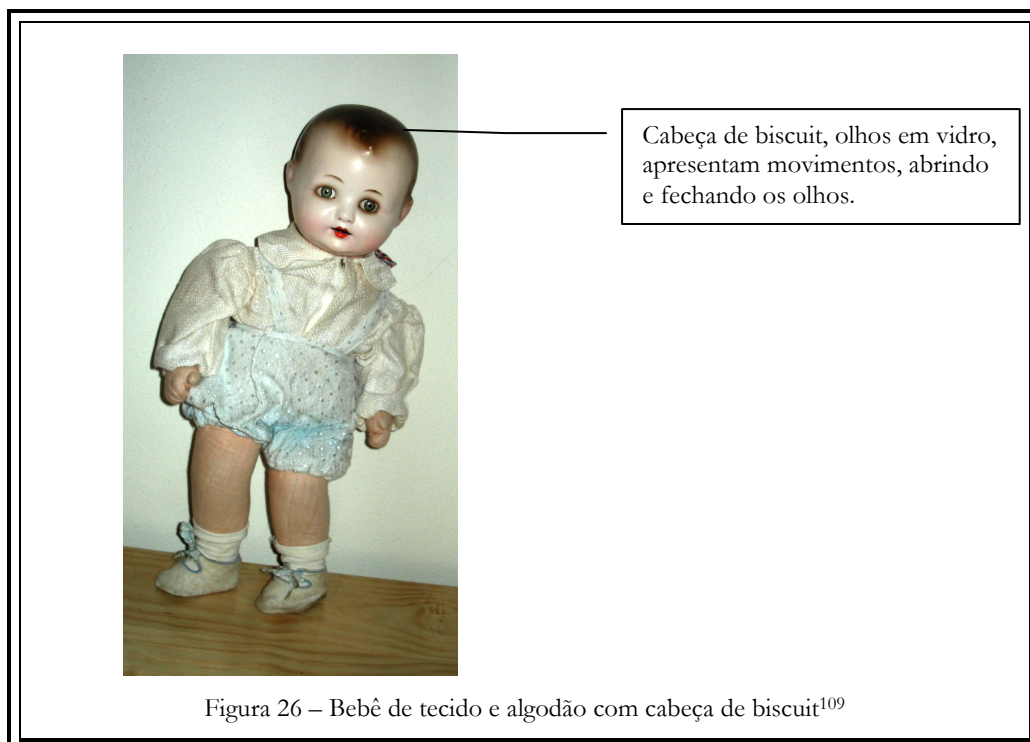 Cabeça de biscuit, olhos em vidro,
apresentam movimentos, abrindo
e fechando os olhos.
Figura 26 – Bebê de tecido e algodão com cabeça de biscuit¹⁰⁹